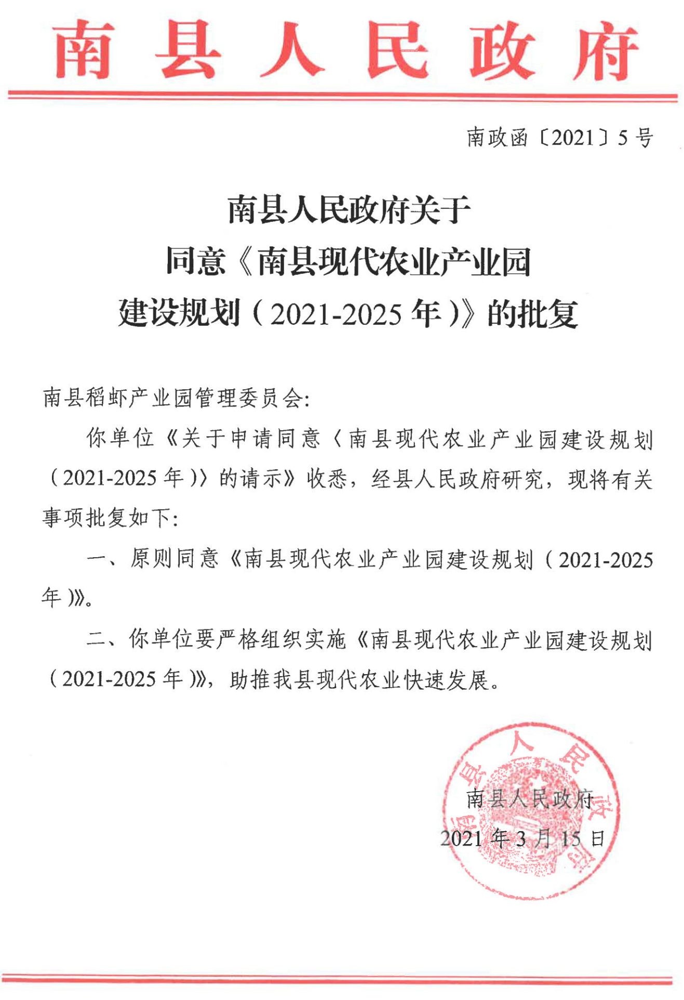 南县人民政府
南政函〔2021〕5号
南县人民政府关于
同意《南县现代农业产业园
建设规划（2021-2025年）》的批复
南县稻虾产业园管理委员会：
你单位《关于申请同意〈南县现代农业产业园建设规划
（2021-2025年）〉的请示》收悉，经县人民政府研究，现将有关
事项批复如下：
一、原则同意《南县现代农业产业园建设规划（2021-2025
年）》。
二、你单位要严格组织实施《南县现代农业产业园建设规划
（2021-2025年）》，助推我县现代农业快速发展。
南县人民政府
南县人民政府
2021年3月15日